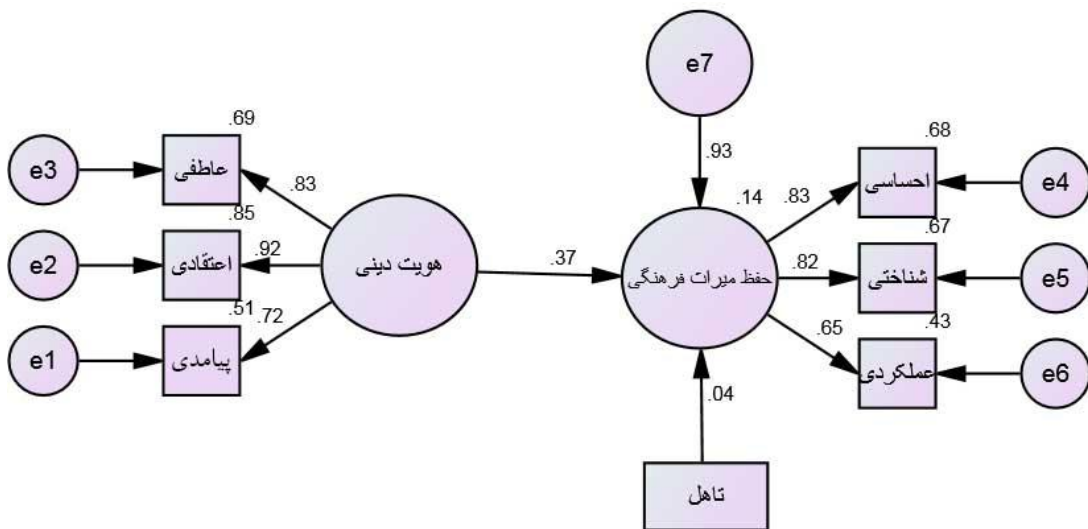 e7
.93
.69
عاطفی
e3
.83
.85
اعتقادی
e2
.92
.51
پیامدی
e1
.72
هویت دینی
.37
.14
حفظ میراث فرهنگی
.68
احساسی
e4
.83
.67
شناختی
e5
.82
.43
عملکردی
e6
.65
.04
تاهل